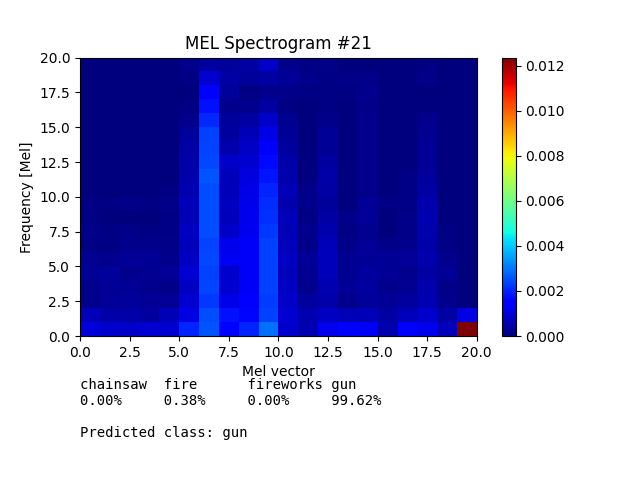 MEL Spectrogram #21
20.0
17.5
15.0
12.5
10.0
7.5
5.0
2.5
0.0
Frequency [Mel]
0.0 2.5 5.0 7.5 10.0 12.5 15.0 17.5 20.0
Mel vector
0.012
0.010
0.008
0.006
0.004
0.002
0.000
chainsaw fire fireworks gun
0.00% 0.38% 0.00% 99.62%
Predicted class: gun